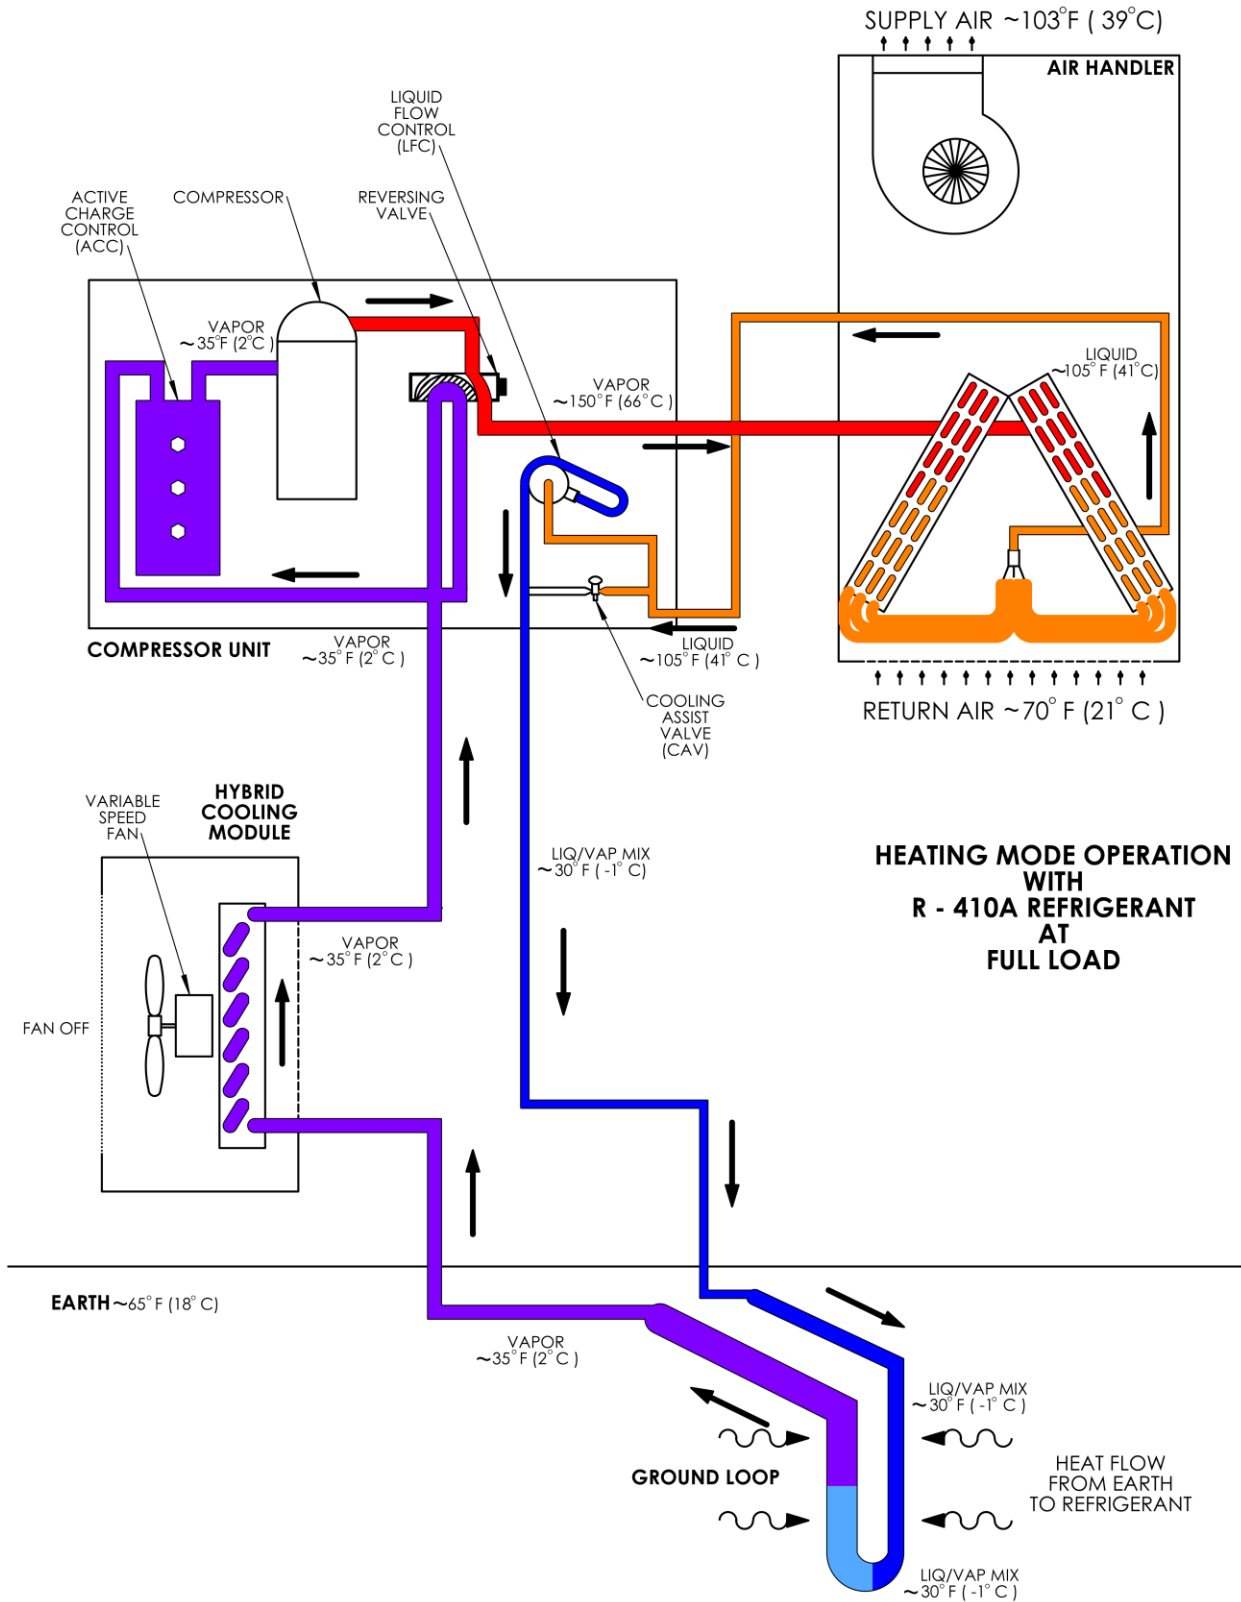 SUPPLY AIR ~103°F ( 39°C)
AIR HANDLER
LIQUID
FLOW
CONTROL
(LFC)
ACTIVE
CHARGE
CONTROL
(ACC)
COMPRESSOR
REVERSING
VALVE
VAPOR
~35°F (2°C)
LIQUID
~105°F (41°C)
VAPOR
~150°F (66°C )
COMPRESSOR UNIT
VAPOR
~35°F (2°C )
LIQUID
~105°F (41° C )
COOLING
ASSIST
VALVE
(CAV)
RETURN AIR ~70° F (21° C )
HYBRID
COOLING
MODULE
VARIABLE
SPEED
FAN
LIQ/VAP MIX
~30°F ( -1° C)
HEATING MODE OPERATION
WITH
R - 410A REFRIGERANT
AT
FULL LOAD
VAPOR
~35°F (2°C )
FAN OFF
EARTH ~65° F (18° C )
VAPOR
~35°F (2°C )
LIQ/VAP MIX
~30°F ( -1° C )
GROUND LOOP
HEAT FLOW
FROM EARTH
TO REFRIGERANT
LIQ/VAP MIX
~30°F ( -1° C )